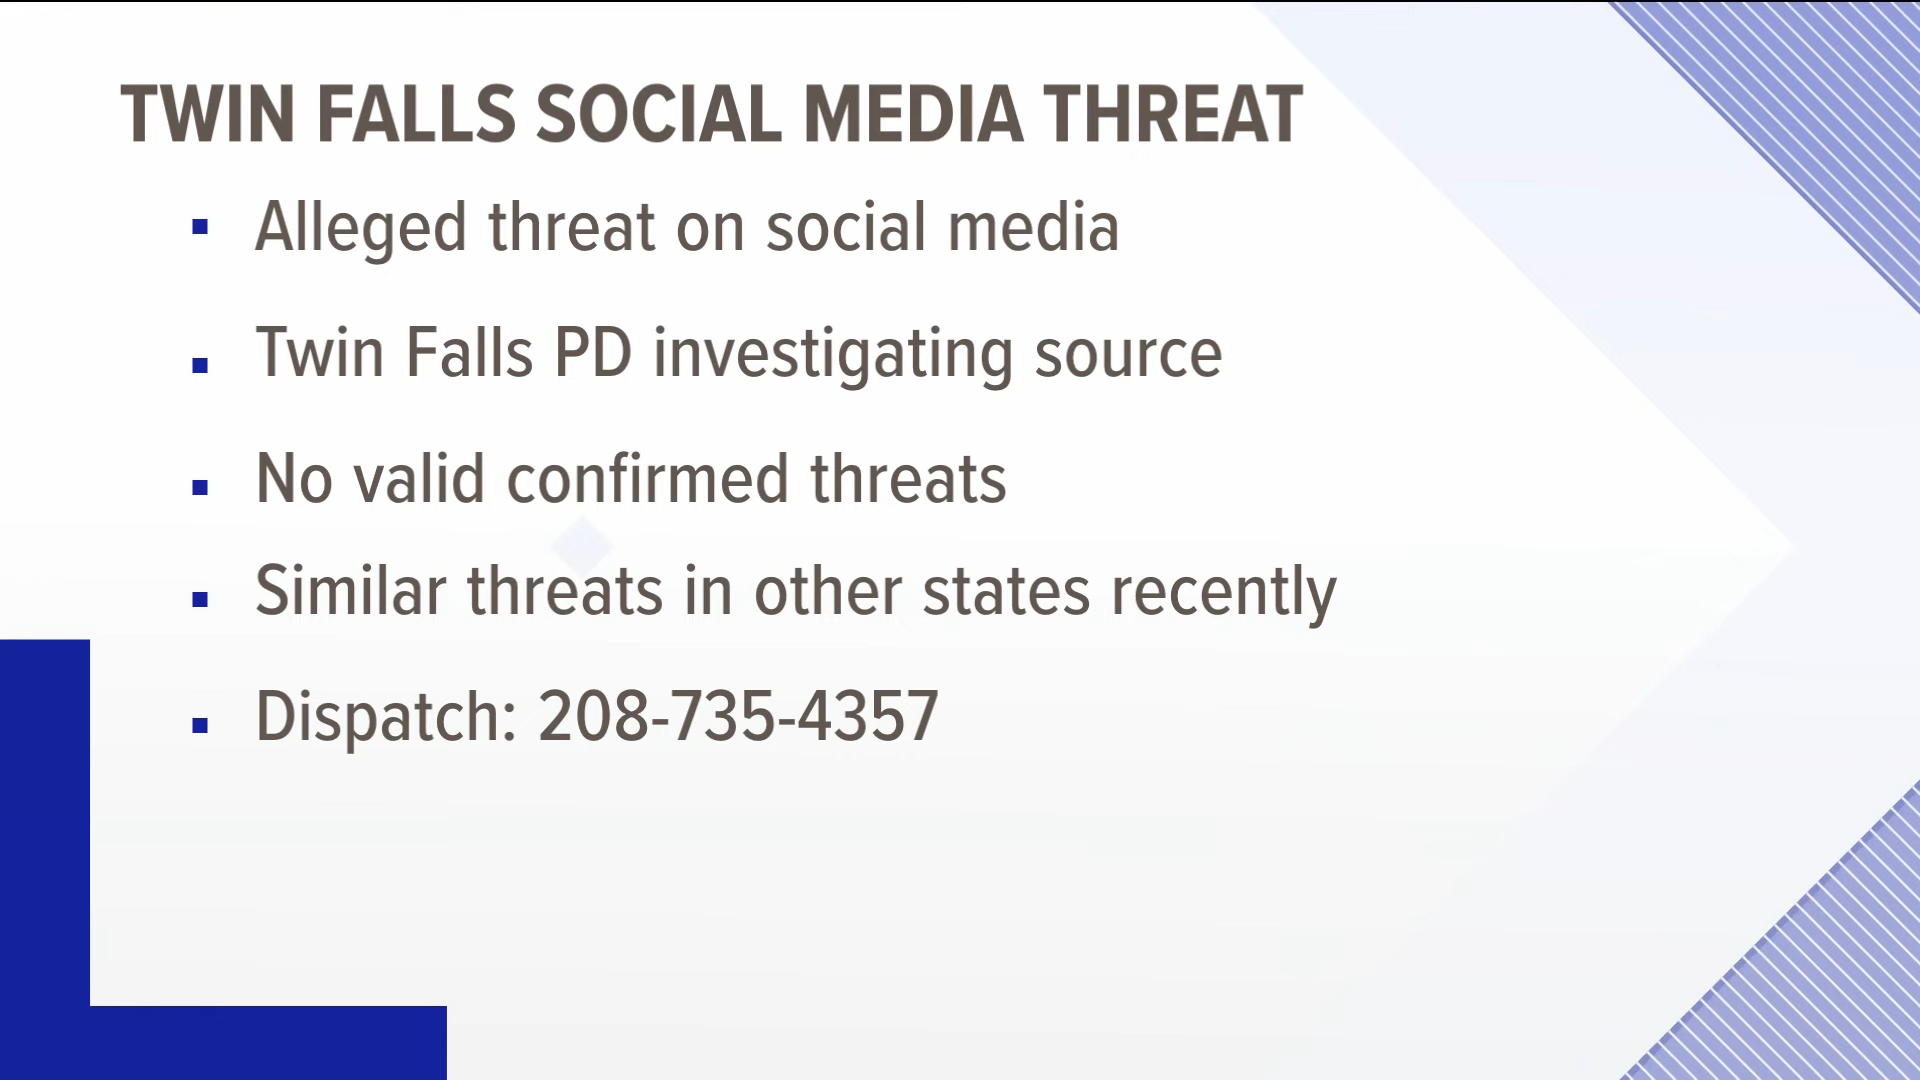 TWIN FALLS SOCIAL MEDIA THREAT
Alleged threat on social media
Twin Falls PD investigating source
No valid confirmed threats
Similar threats in other states recently
Dispatch: 208-735-4357